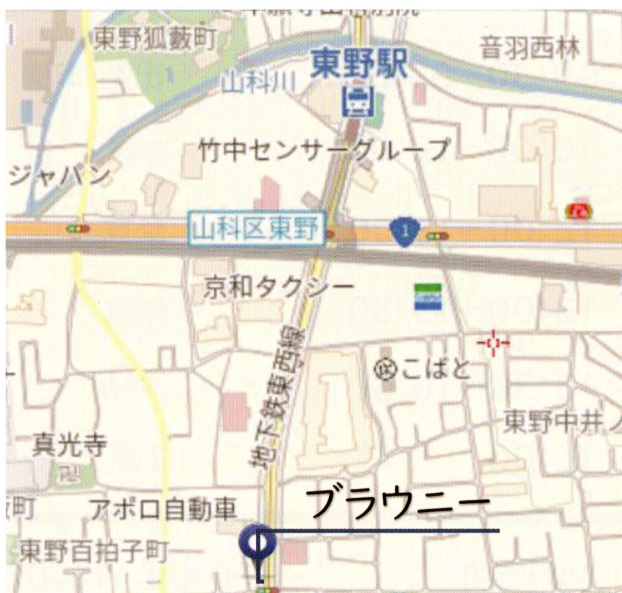 東野狐藪町
音羽西林
東野駅
山科川
竹中センサーグループ
ジャパン
山科区東野
1
京和タクシー
地下鉄東西線
こばと
東野中井ノ
真光寺
アポロ自動車
ブラウニー
東野百拍子町